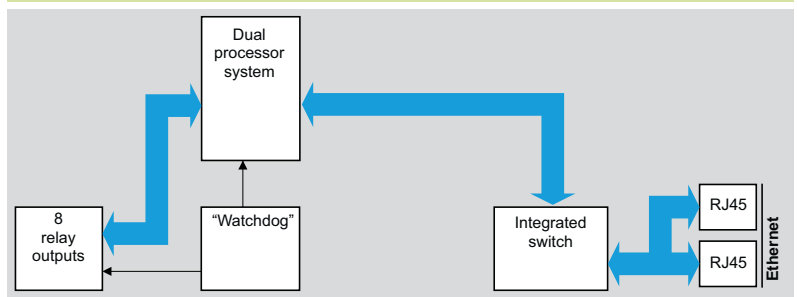 Dual
processor
system
8
relay
outputs
“Watchdog”
Integrated
switch
RJ45
RJ45
Ethernet